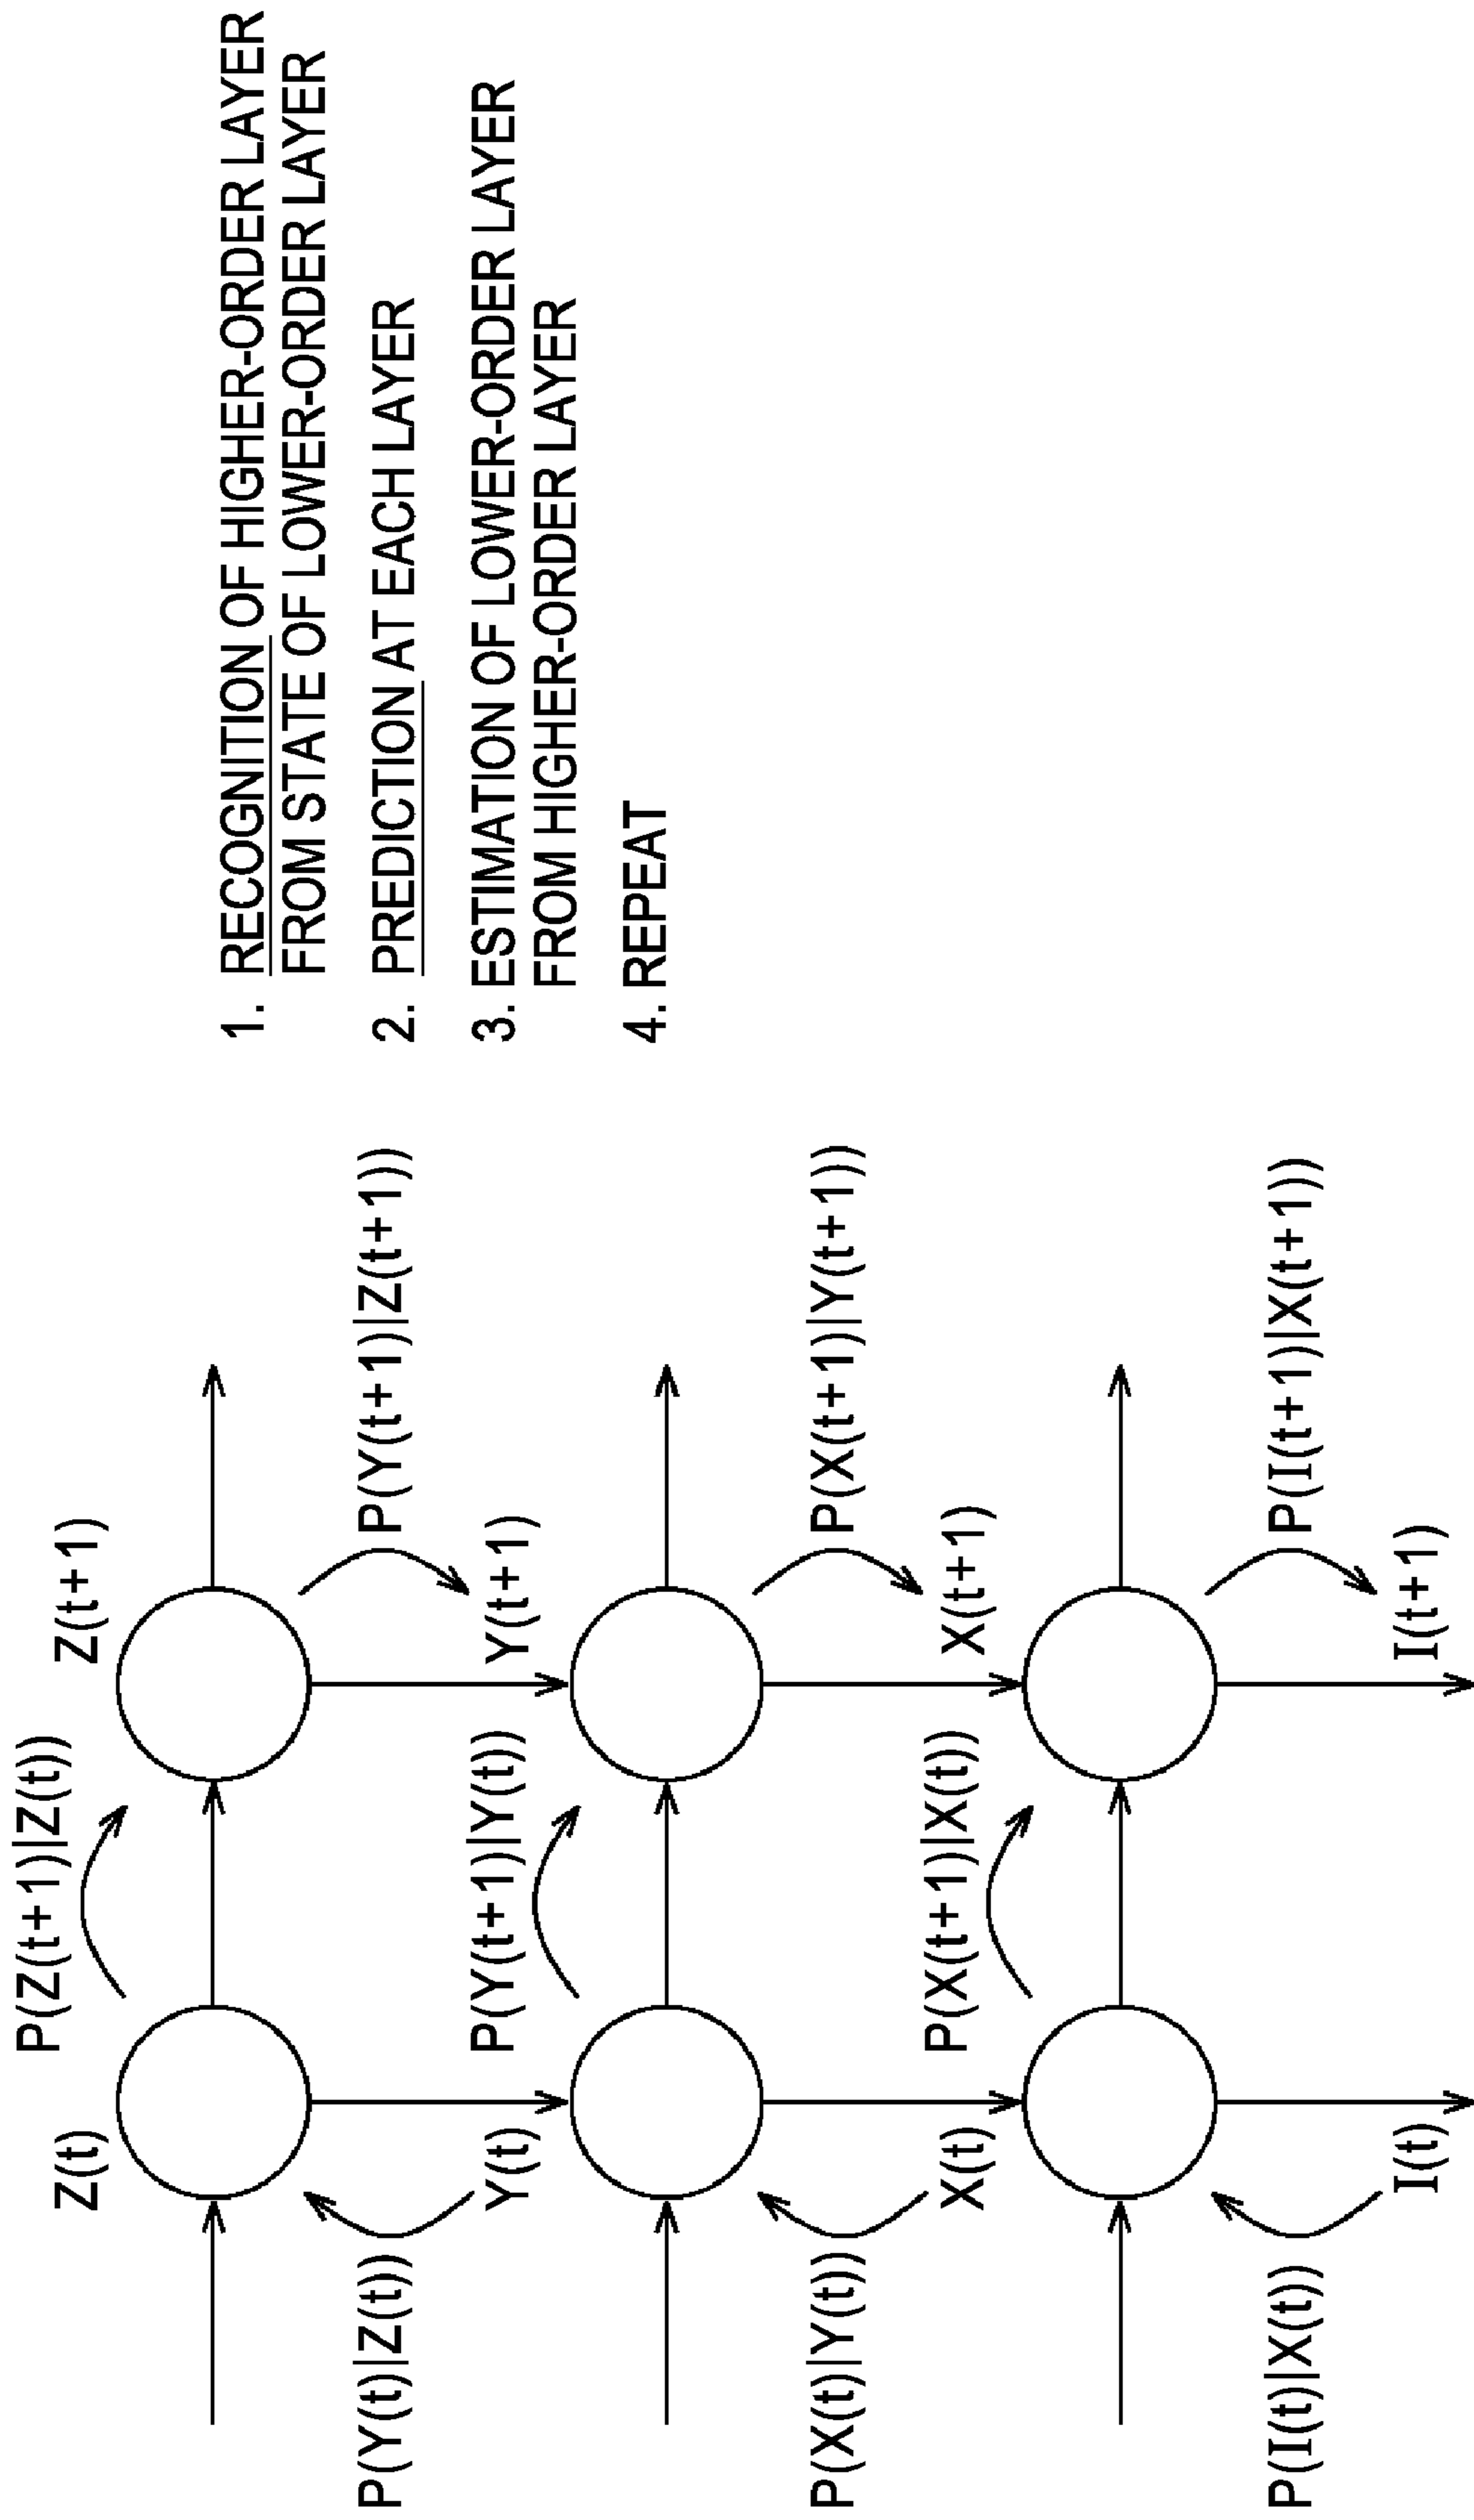 P(Z(t+1)|Z(t))
Z(t)
Z(t+1)
P(Y(t)|Z(t))
P(Y(t+1)|Z(t+1))
P(Y(t+1)|Y(t))
Y(t)
Y(t+1)
P(X(t)|Y(t))
P(X(t+1)|Y(t+1))
P(X(t+1)|X(t))
X(t)
X(t+1)
P(I(t)|X(t))
P(I(t+1)|X(t+1))
I(t)
I(t+1)
1. RECOGNITION OF HIGHER-ORDER LAYER
FROM STATE OF LOWER-ORDER LAYER
2. PREDICTION AT EACH LAYER
3. ESTIMATION OF LOWER-ORDER LAYER
FROM HIGHER-ORDER LAYER
4. REPEAT